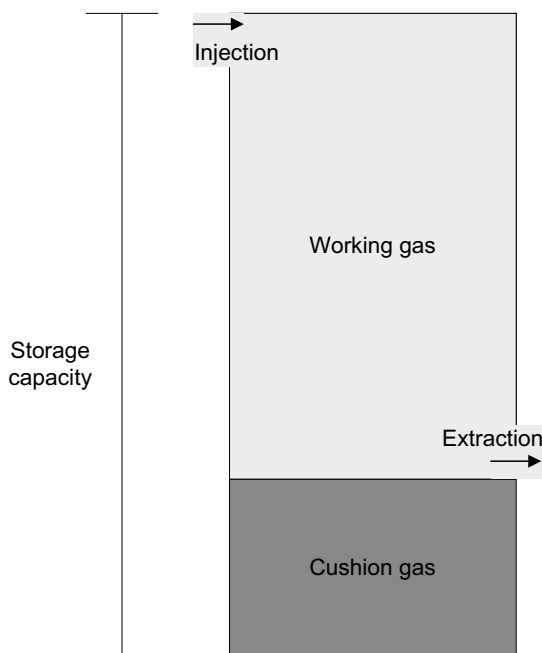 Injection
Working gas
Storage
capacity
Extraction
Cushion gas